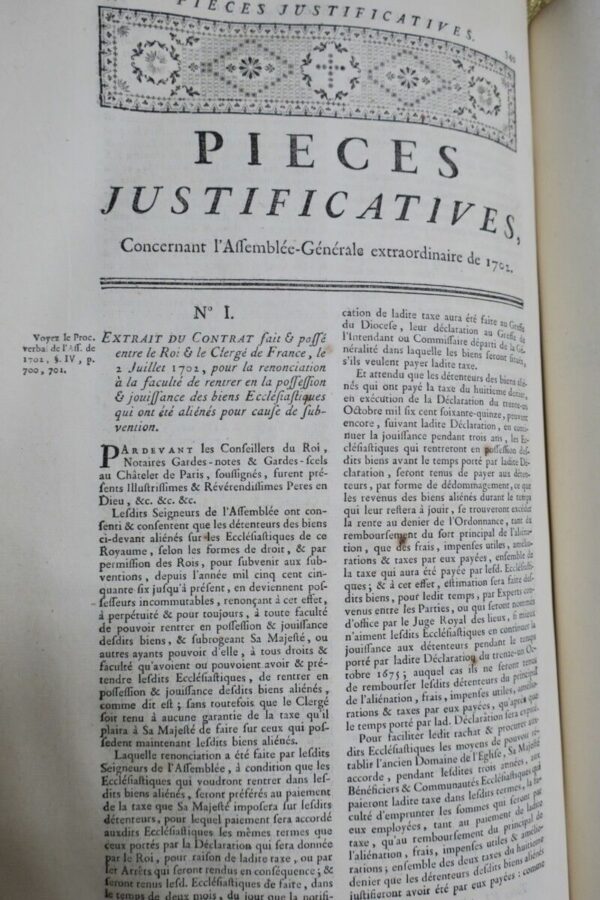 PIECES JUSTIFICATIVES.
PIECES
JUSTIFICATIVES,
Concernant l'Aſſemblée-Générale extraordinaire de 1702.
Voyez le Proc.
verbal de l'Aſſ. de
1702, §. IV, p.
700, 701.
N° I.
EXTRAIT DU CONTRAT fait & paſſé
entre le Roi & le Clergé de France, le
2 Juillet 1702, pour la renonciation
à la faculté de rentrer en la poſſeſſion
& jouiſſance des biens Eccléſiaſtiques
qui ont été aliénés pour cauſe de ſub-
vention.
PARDEVANT les Conſeillers du Roi,
Notaires Gardes-notes & Gardes-ſcels
au Châtelet de Paris, ſouſſignés, furent pré-
ſents Illuſtriſſimes & Révérendiſſimes Peres en
Dieu, &c. &c. &c.
Leſdits Seigneurs de l'Aſſemblée ont con-
ſenti & conſentent que les détenteurs des biens
ci-devant aliénés ſur les Eccléſiaſtiques de ce
Royaume, ſelon les formes de droit, & par
permiſſion des Rois, pour ſubvenir aux ſub-
ventions, depuis l'année mil cinq cent cin-
quante ſix juſqu'à préſent, en deviennent poſ-
ſeſſeurs incommutables, renonçant à cet effet,
à perpétuité & pour toujours, à toute faculté
de pouvoir rentrer en poſſeſſion & jouiſſance
deſdits biens, & ſubrogeant Sa Majeſté, ou
autres ayants pouvoir d'elle, à tous droits &
faculté qu'avoient ou pouvoient avoir & pré-
tendre leſdits Eccléſiaſtiques, de rentrer en
poſſeſſion & jouiſſance deſdits biens aliénés,
comme dit eſt; ſans toutefois que le Clergé
ſoit tenu à aucune garantie de la taxe qu'il
plaira à Sa Majeſté de faire ſur ceux qui poſ-
ſedent maintenant leſdits biens aliénés.
Laquelle renonciation a été faite par leſdits
Seigneurs de l'Aſſemblée, à condition que les
Eccléſiaſtiques qui voudront rentrer dans leſ-
dits biens aliénés, ſeront préférés au paiement
de la taxe que Sa Majeſté impoſera ſur leſdits
détenteurs, pour lequel paiement ſera accordé
auxdits Eccléſiaſtiques les mêmes termes que
ceux portés par la Déclaration qui ſera donnée
par le Roi, pour raiſon de ladite taxe, ou par
les Arrêts qui ſeront rendus en conſéquence; &
ſeront tenus leſd. Eccléſiaſtiques de faire, dans
le temps de deux mois, du jour que la notifi-
cation de ladite taxe aura été faite au Greffe
du Dioceſe, leur déclaration au Greffe de
l'Intendant ou Commiſſaire départi de la Gé-
néralité dans laquelle les biens ſeront ſitués,
s'ils veulent payer ladite taxe.
Et attendu que les détenteurs des biens alié-
nés qui ont payé la taxe du huitieme denier,
en exécution de la Déclaration du trente-un
Octobre mil ſix cent ſoixante-quinze, peuvent
encore, ſuivant ladite Déclaration, en conti-
nuer la jouiſſance pendant trois ans, les Ec-
cléſiaſtiques qui rentreront en poſſeſſion deſ-
dits biens avant le temps porté par ladite Dé-
claration, ſeront tenus de payer aux déten-
teurs, par forme de dédommagement, ce que
les revenus des biens aliénés durant le temps
qui leur reſtera à jouir, ſe trouveront excéder
la rente au denier de l'Ordonnance, tant du
rembourſement du ſort principal de l'aliéna-
tion, que des frais, impenſes utiles, amélio-
rations & taxes par eux payées, enſemble de
la taxe qui aura été payée par leſd. Eccléſiaſti-
ques; & à cet effet, eſtimation ſera faite deſ-
dits biens, pour ledit temps, par Experts con-
venus entre les Parties, ou qui ſeront nommés
d'office par le Juge Royal des lieux, ſi mieux
n'aiment leſdits Eccléſiaſtiques en continuer la
jouiſſance aux détenteurs pendant le temps
porté par ladite Déclaration du trente-un Oc-
tobre 1675; auquel cas ils ne ſeront tenus
de rembourſer leſdits détenteurs du principal
de l'aliénation, frais, impenſes utiles, amélio-
rations & taxes par eux payées, qu'après que
le temps porté par lad. Déclaration ſera expiré.
Pour faciliter ledit rachat & procurer aux-
dits Eccléſiaſtiques les moyens de pouvoir ré-
tablir l'ancien Domaine de l'Egliſe, Sa Majeſté
accorde, pendant leſdites trois années, aux
Bénéficiers & Communautés Eccléſiaſtiques qui
paieront ladite taxe dans leſdits termes, la fa-
culté d'emprunter les ſommes qui ſeront par
eux employées, tant au paiement de ladite
taxe, qu'au rembourſement du principal de
l'aliénation, frais, impenſes utiles & amélio-
rations; enſemble des deux taxes du huitieme
denier que les détenteurs deſdits biens aliénés
juſtifieront avoir été par eux payées: comme